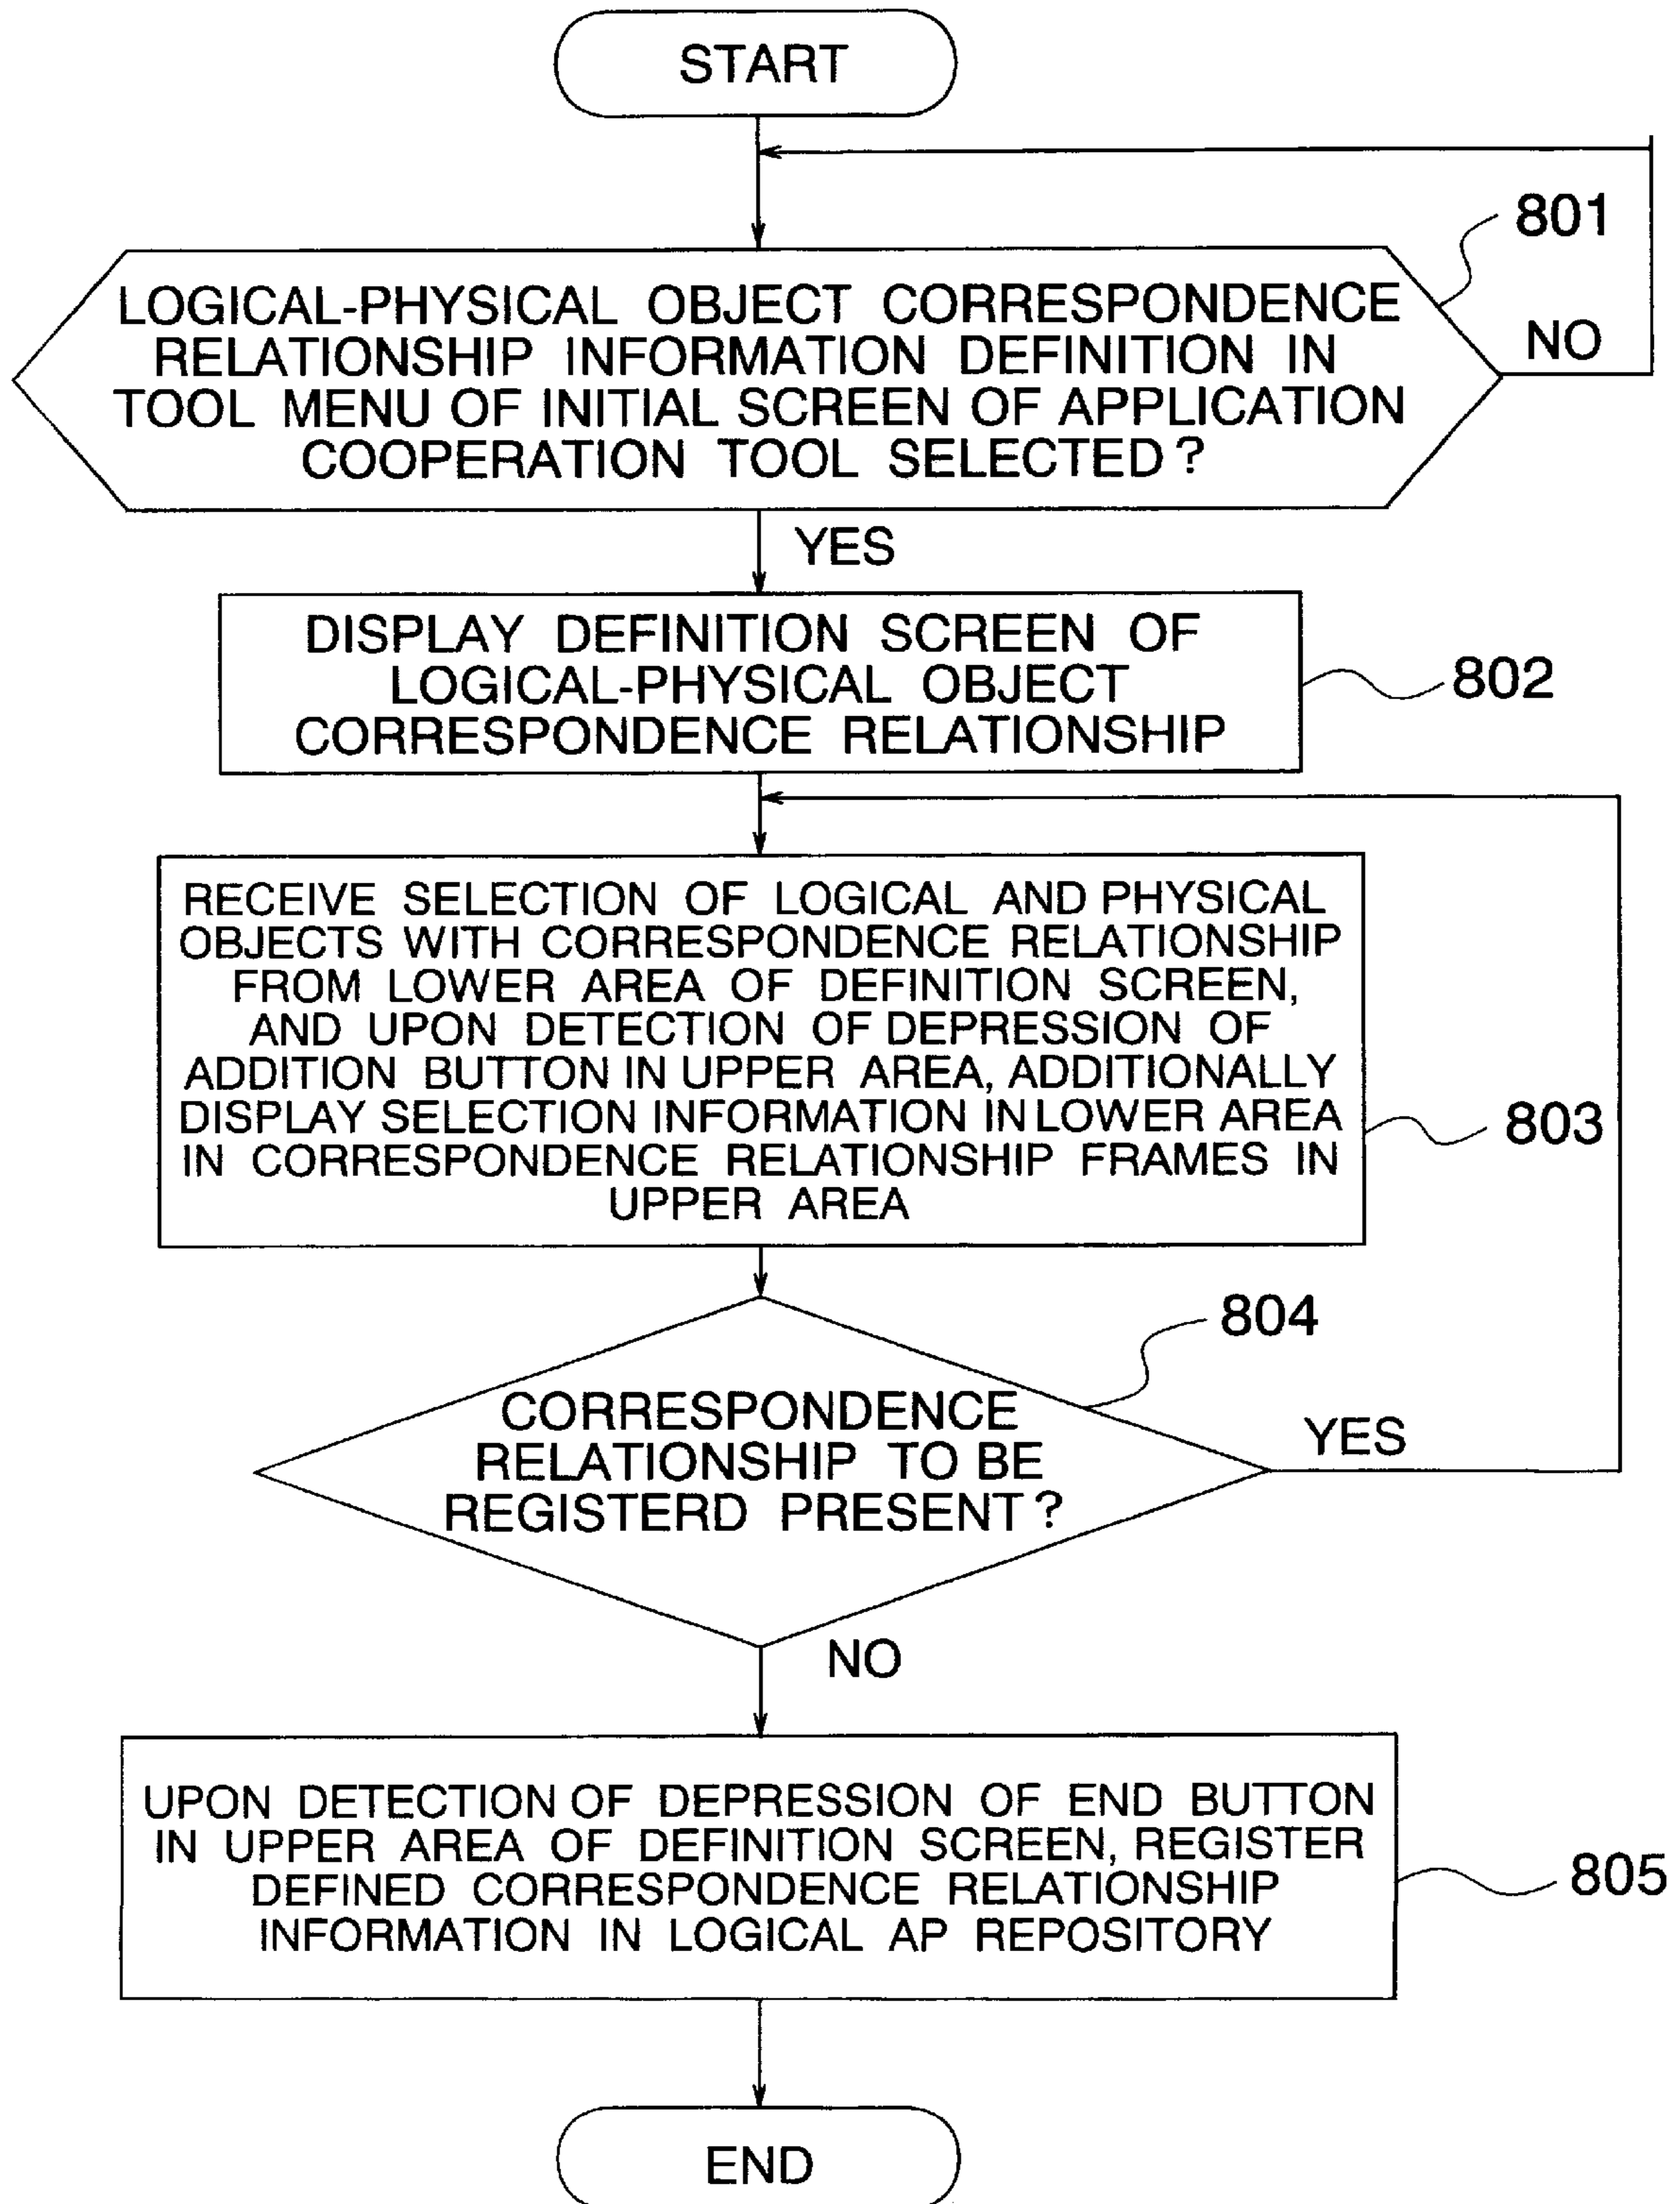 START
801
LOGICAL-PHYSICAL OBJECT CORRESPONDENCE
RELATIONSHIP INFORMATION DEFINITION IN
TOOL MENU OF INITIAL SCREEN OF APPLICATION
COOPERATION TOOL SELECTED ?
NO
YES
DISPLAY DEFINITION SCREEN OF
LOGICAL-PHYSICAL OBJECT
CORRESPONDENCE RELATIONSHIP
802
RECEIVE SELECTION OF LOGICAL AND PHYSICAL
OBJECTS WITH CORRESPONDENCE RELATIONSHIP
FROM LOWER AREA OF DEFINITION SCREEN,
AND UPON DETECTION OF DEPRESSION OF
ADDITION BUTTON IN UPPER AREA, ADDITIONALLY
DISPLAY SELECTION INFORMATION IN LOWER AREA
IN CORRESPONDENCE RELATIONSHIP FRAMES IN
UPPER AREA
803
804
CORRESPONDENCE
RELATIONSHIP TO BE
REGISTERD PRESENT ?
YES
NO
UPON DETECTION OF DEPRESSION OF END BUTTON
IN UPPER AREA OF DEFINITION SCREEN, REGISTER
DEFINED CORRESPONDENCE RELATIONSHIP
INFORMATION IN LOGICAL AP REPOSITORY
805
END